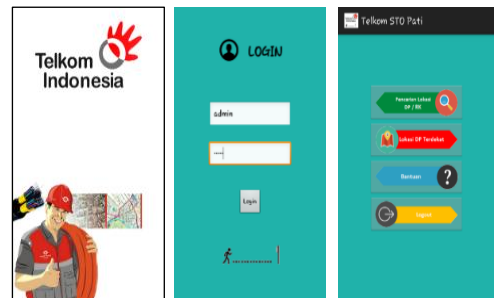 Telkom
Indonesia
LOGIN
admin
Login
Telkom STO Pati
Pencarian Lokasi
DP / RK
Lokasi DP Terdekat
Bantuan
?
Logout